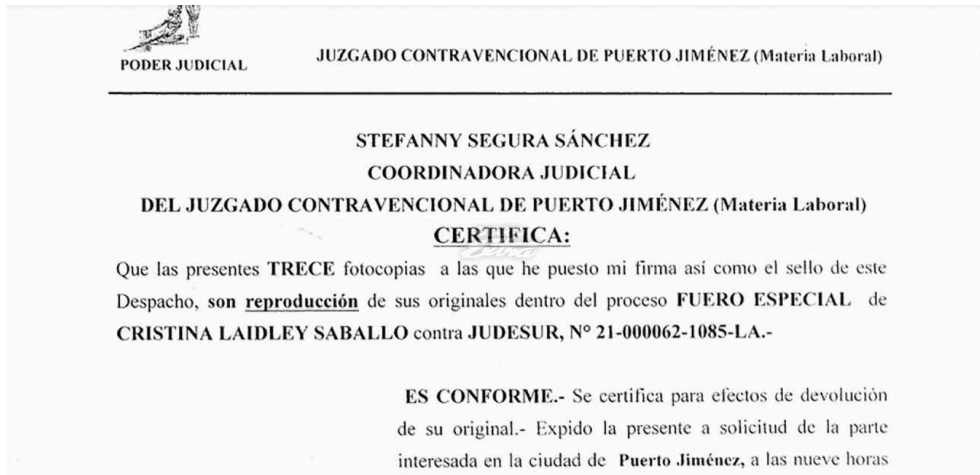 PODER JUDICIAL
JUZGADO CONTRAVENCIONAL DE PUERTO JIMÉNEZ (Materia Laboral)
STEFANNY SEGURA SÁNCHEZ
COORDINADORA JUDICIAL
DEL JUZGADO CONTRAVENCIONAL DE PUERTO JIMÉNEZ (Materia Laboral)
CERTIFICA:
Extra
Que las presentes TRECE fotocopias a las que he puesto mi firma así como el sello de este
Despacho, son reproducción de sus originales dentro del proceso FUERO ESPECIAL de
CRISTINA LAIDLEY SABALLO contra JUDESUR, Nº 21-000062-1085-LA.-
ES CONFORME.- Se certifica para efectos de devolución
de su original.- Expido la presente a solicitud de la parte
interesada en la ciudad de Puerto Jiménez, a las nueve horas